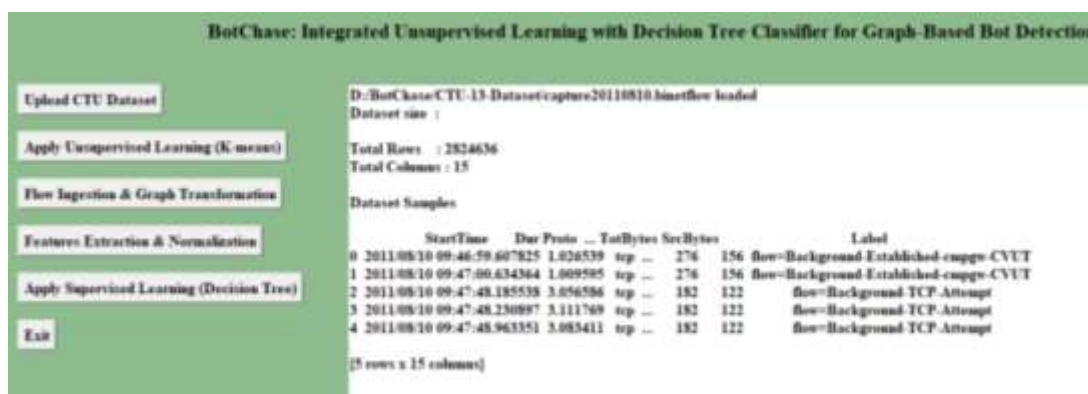 BotChase: Integrated Unsupervised Learning with Decision Tree Classifier for Graph-Based Bot Detection
Upload CTU Dataset
Apply Unsupervised Learning (K-means)
Flow Ingestion & Graph Transformation
Features Extraction & Normalization
Apply Supervised Learning (Decision Tree)
Exit
D:/BotChase/CTU-13-Dataset/capture20110810.binetflow loaded
Dataset size :
Total Rows : 2824636
Total Columns : 15
Dataset Samples
StartTime Dur Proto ... TotBytes SrcBytes Label
0 2011/08/10 09:46:59.607825 1.026539 tcp ... 276 156 flow=Background-Established-cmpgw-CVUT
1 2011/08/10 09:47:00.634364 1.009595 tcp ... 276 156 flow=Background-Established-cmpgw-CVUT
2 2011/08/10 09:47:48.185538 3.056586 tcp ... 182 122 flow=Background-TCP-Attempt
3 2011/08/10 09:47:48.230897 3.111769 tcp ... 182 122 flow=Background-TCP-Attempt
4 2011/08/10 09:47:48.963351 3.083411 tcp ... 182 122 flow=Background-TCP-Attempt
[5 rows x 15 columns]